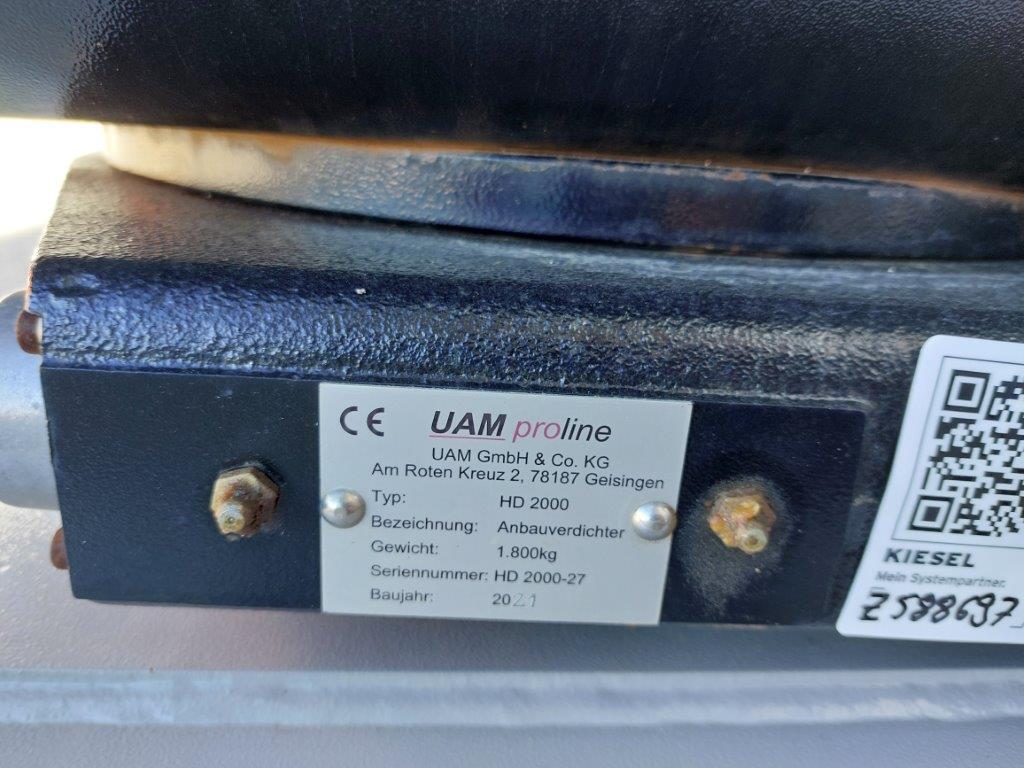 CE UAM proline
UAM GmbH & Co. KG
Am Roten Kreuz 2, 78187 Geisingen
Typ: HD 2000
Bezeichnung: Anbauverdichter
Gewicht: 1.800kg
Seriennummer: HD 2000-27
Baujahr: 2021
KIESEL
Mein Systempartner.
Z588697